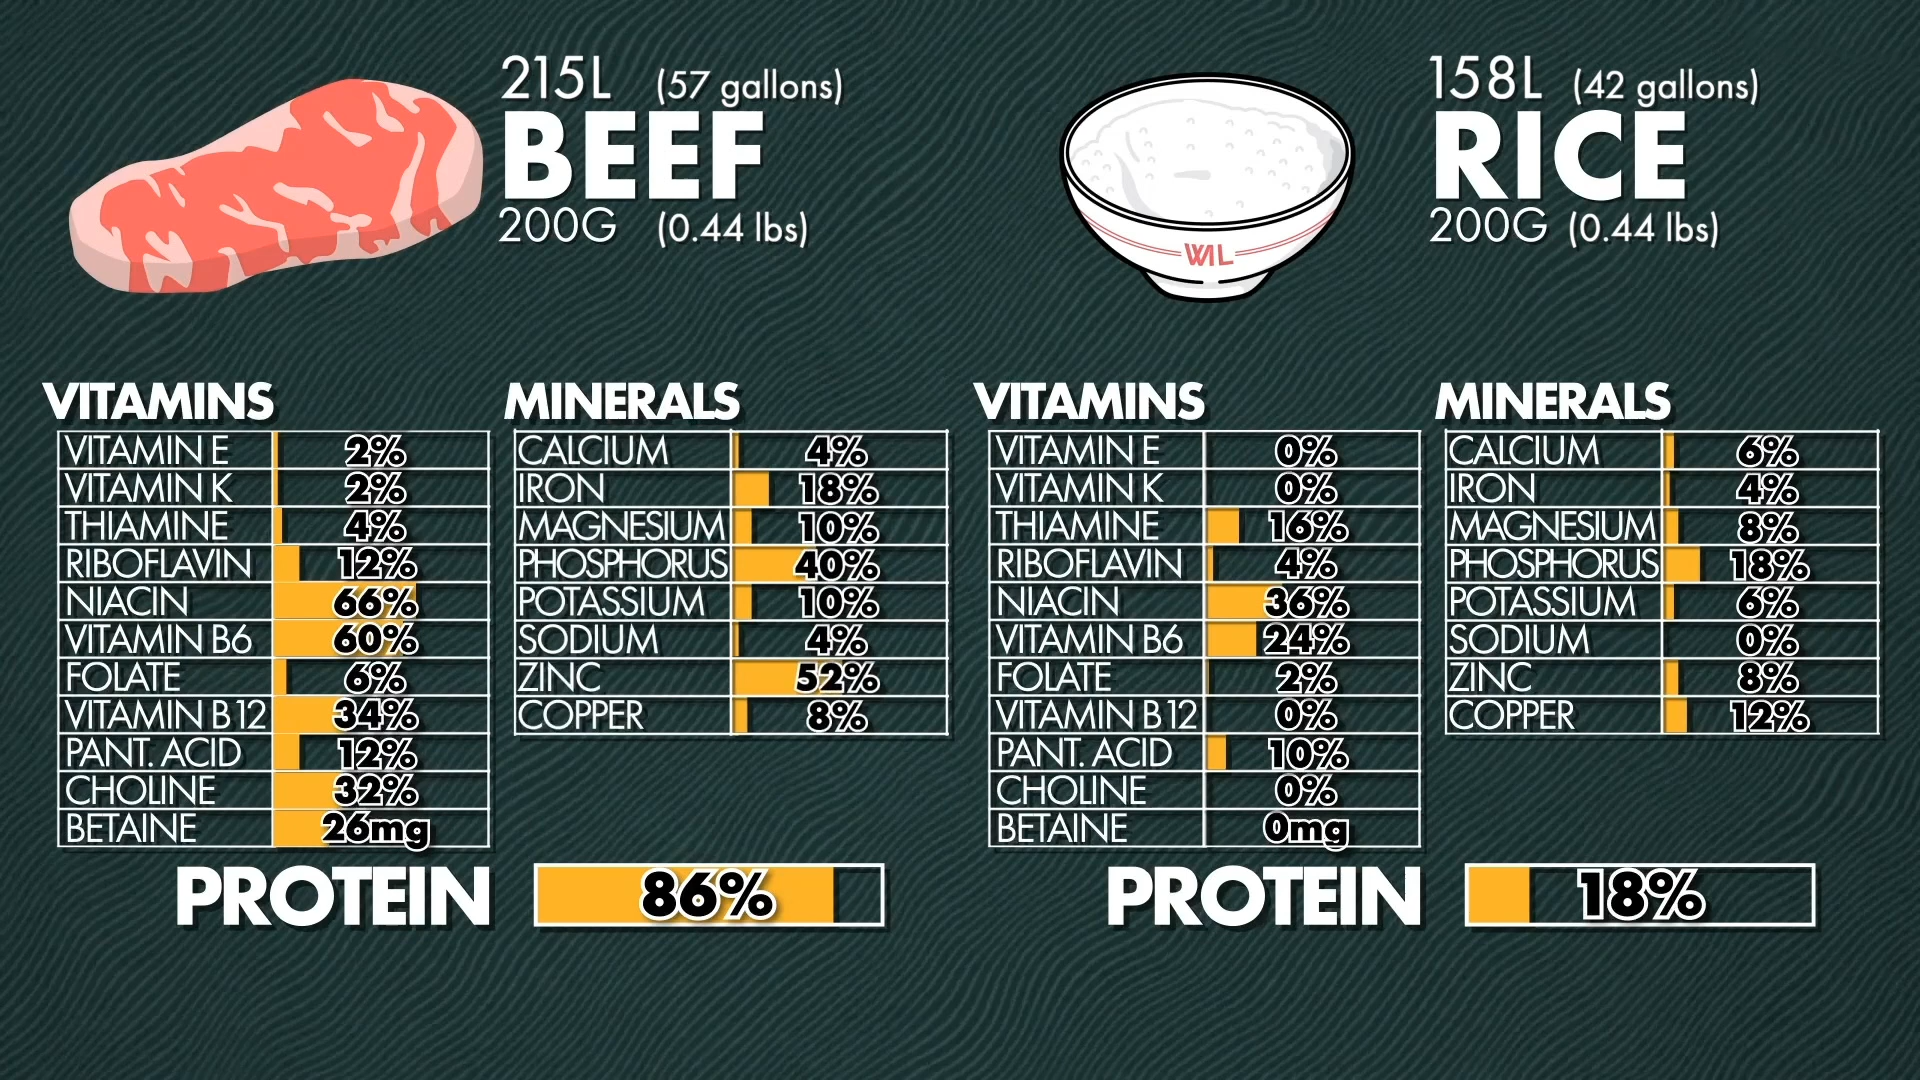 215L (57 gallons)
BEEF
200G (0.44 lbs)
158L (42 gallons)
RICE
200G (0.44 lbs)
WIL
VITAMINS
VITAMIN E 2%
VITAMIN K 2%
THIAMINE 4%
RIBOFLAVIN 12%
NIACIN 66%
VITAMIN B6 60%
FOLATE 6%
VITAMIN B12 34%
PANT. ACID 12%
CHOLINE 32%
BETAINE 26mg
MINERALS
CALCIUM 4%
IRON 18%
MAGNESIUM 10%
PHOSPHORUS 40%
POTASSIUM 10%
SODIUM 4%
ZINC 52%
COPPER 8%
PROTEIN 86%
VITAMINS
VITAMIN E 0%
VITAMIN K 0%
THIAMINE 16%
RIBOFLAVIN 4%
NIACIN 36%
VITAMIN B6 24%
FOLATE 2%
VITAMIN B12 0%
PANT. ACID 10%
CHOLINE 0%
BETAINE 0mg
MINERALS
CALCIUM 6%
IRON 4%
MAGNESIUM 8%
PHOSPHORUS 18%
POTASSIUM 6%
SODIUM 0%
ZINC 8%
COPPER 12%
PROTEIN 18%